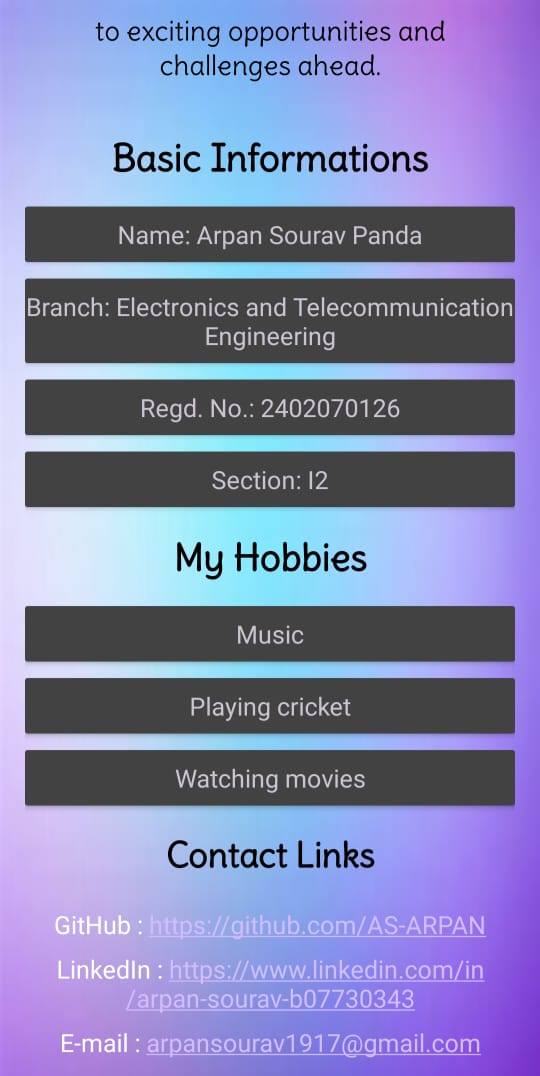 to exciting opportunities and
challenges ahead.
Basic Informations
Name: Arpan Sourav Panda
Branch: Electronics and Telecommunication
Engineering
Regd. No.: 2402070126
Section: I2
My Hobbies
Music
Playing cricket
Watching movies
Contact Links
GitHub : https://github.com/AS-ARPAN
LinkedIn : https://www.linkedin.com/in
/arpan-sourav-b07730343
E-mail : arpansourav1917@gmail.com